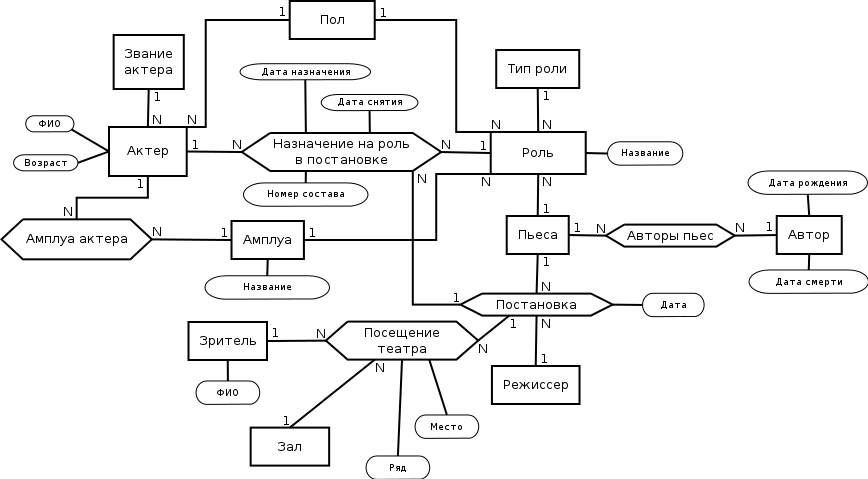 1
Пол
1
Звание
актера
Дата назначения
Тип роли
1
1
Дата снятия
ФИО
N
N
N
N
Актер
1
N
Назначение на роль
в постановке
N
1
Роль
Название
Возраст
1
N
N
N
Номер состава
Дата рождения
N
1
Амплуа актера
N
1
Амплуа
1
Пьеса
1
N
Авторы пьес
N
1
Автор
1
Название
N
Дата смерти
1
Постановка
Дата
Зритель
1
N
Посещение
театра
N
1
N
N
1
ФИО
Режиссер
1
Место
Зал
Ряд